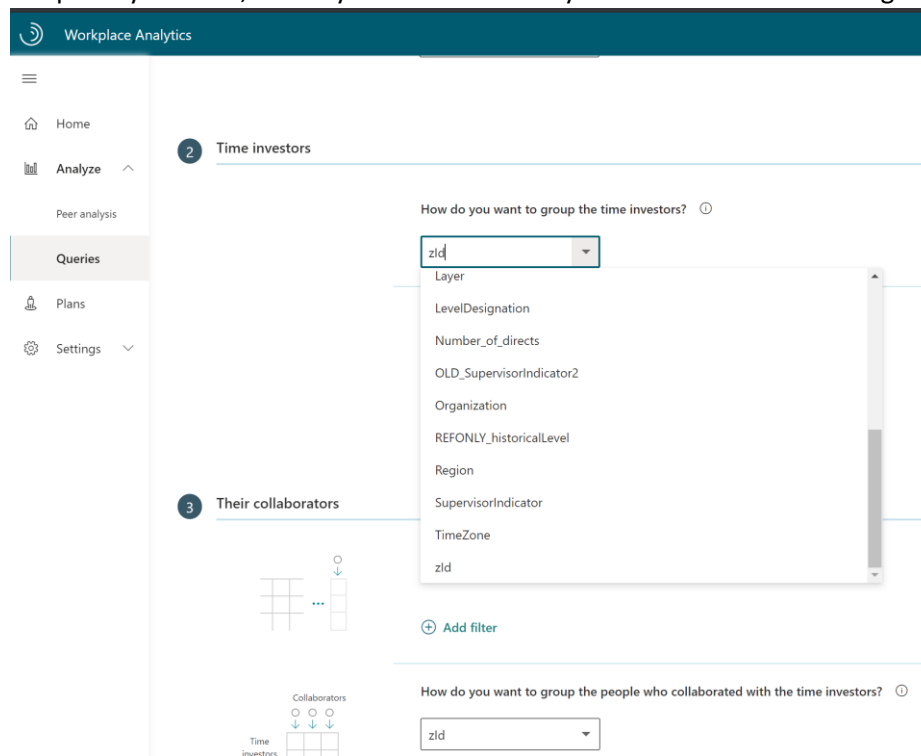 Workplace Analytics
Home
Analyze
Peer analysis
Queries
Plans
Settings
2 Time investors
How do you want to group the time investors?
zId
Layer
LevelDesignation
Number_of_directs
OLD_SupervisorIndicator2
Organization
REFONLY_historicalLevel
Region
SupervisorIndicator
TimeZone
zId
3 Their collaborators
...
Add filter
How do you want to group the people who collaborated with the time investors?
zId
Collaborators
Time
investors